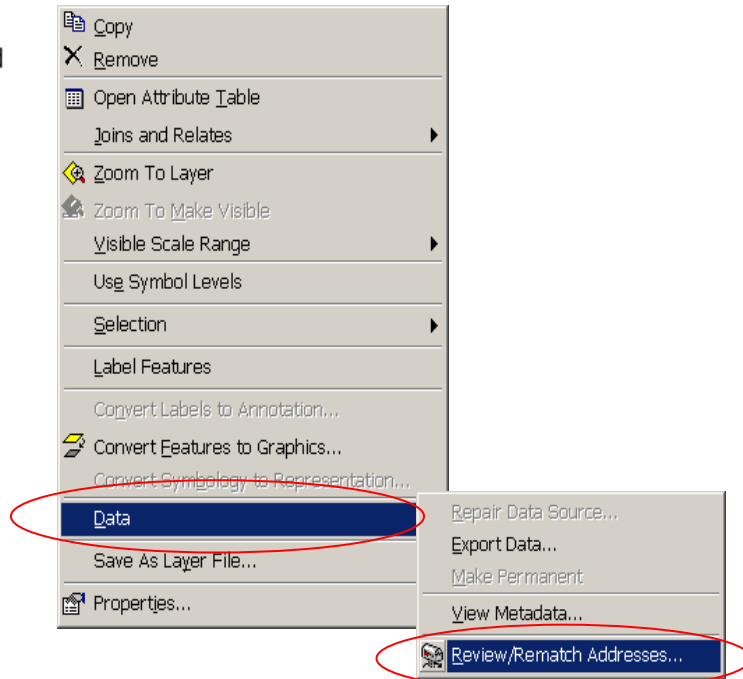 Copy
Remove
Open Attribute Table
Joins and Relates
Zoom To Layer
Zoom To Make Visible
Visible Scale Range
Use Symbol Levels
Selection
Label Features
Convert Labels to Annotation...
Convert Features to Graphics...
Convert Symbology to Representation...
Data
Save As Layer File...
Properties...
Repair Data Source...
Export Data...
Make Permanent
View Metadata...
Review/Rematch Addresses...